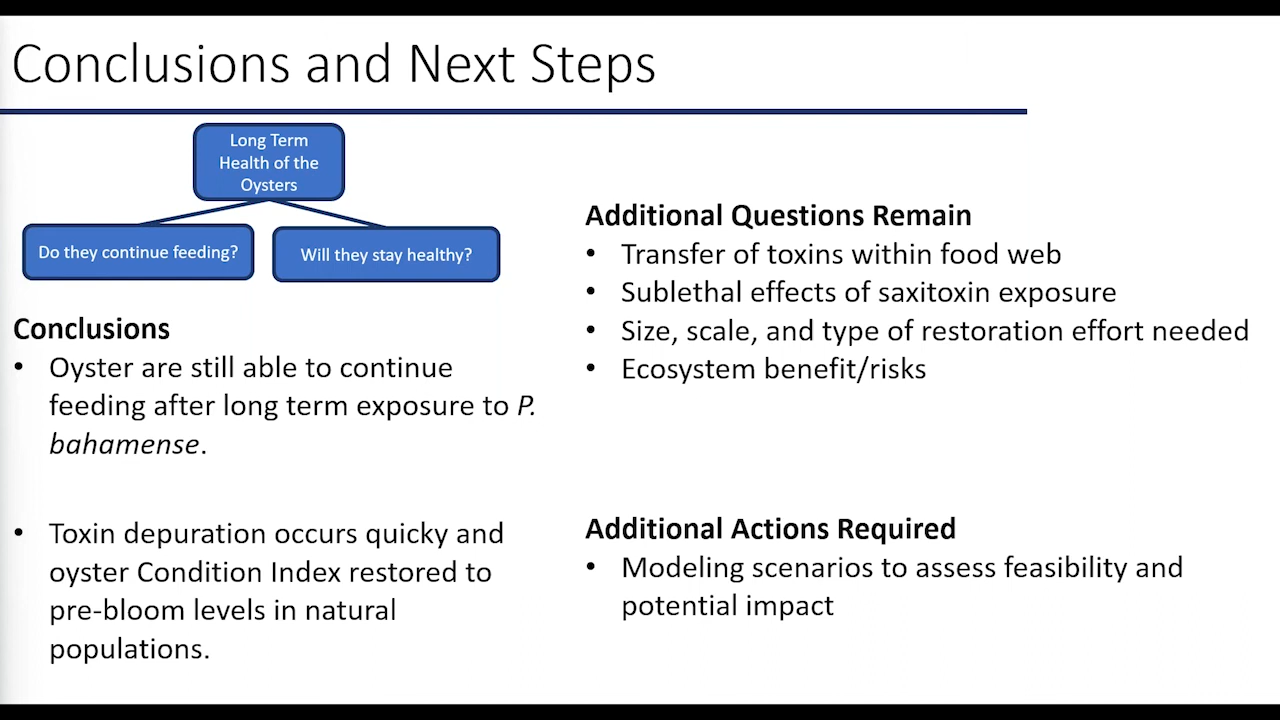 Conclusions and Next Steps
Long Term
Health of the
Oysters
Do they continue feeding?
Will they stay healthy?
Conclusions
• Oyster are still able to continue
feeding after long term exposure to P.
bahamense.
• Toxin depuration occurs quicky and
oyster Condition Index restored to
pre-bloom levels in natural
populations.
Additional Questions Remain
• Transfer of toxins within food web
• Sublethal effects of saxitoxin exposure
• Size, scale, and type of restoration effort needed
• Ecosystem benefit/risks
Additional Actions Required
• Modeling scenarios to assess feasibility and
potential impact